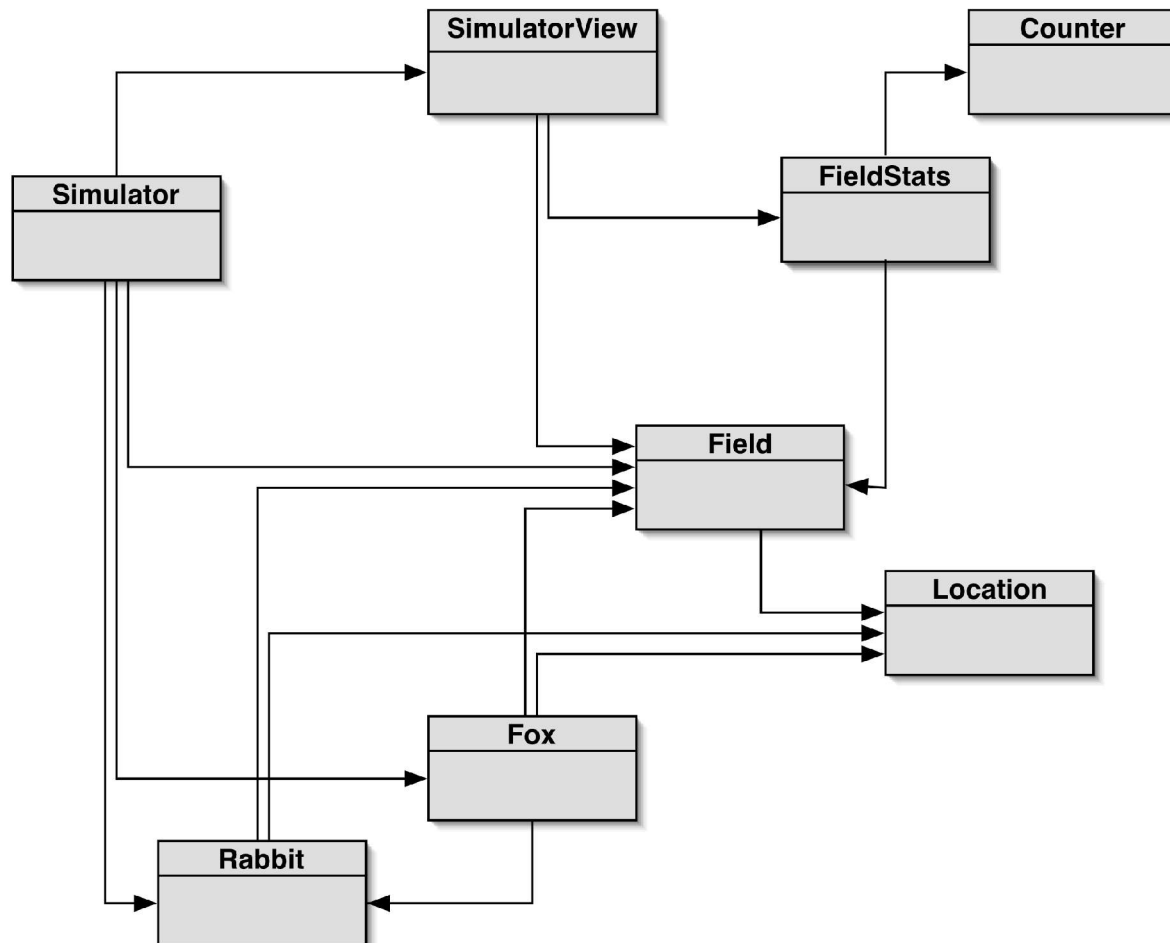 SimulatorView
Counter
Simulator
FieldStats
Field
Location
Fox
Rabbit